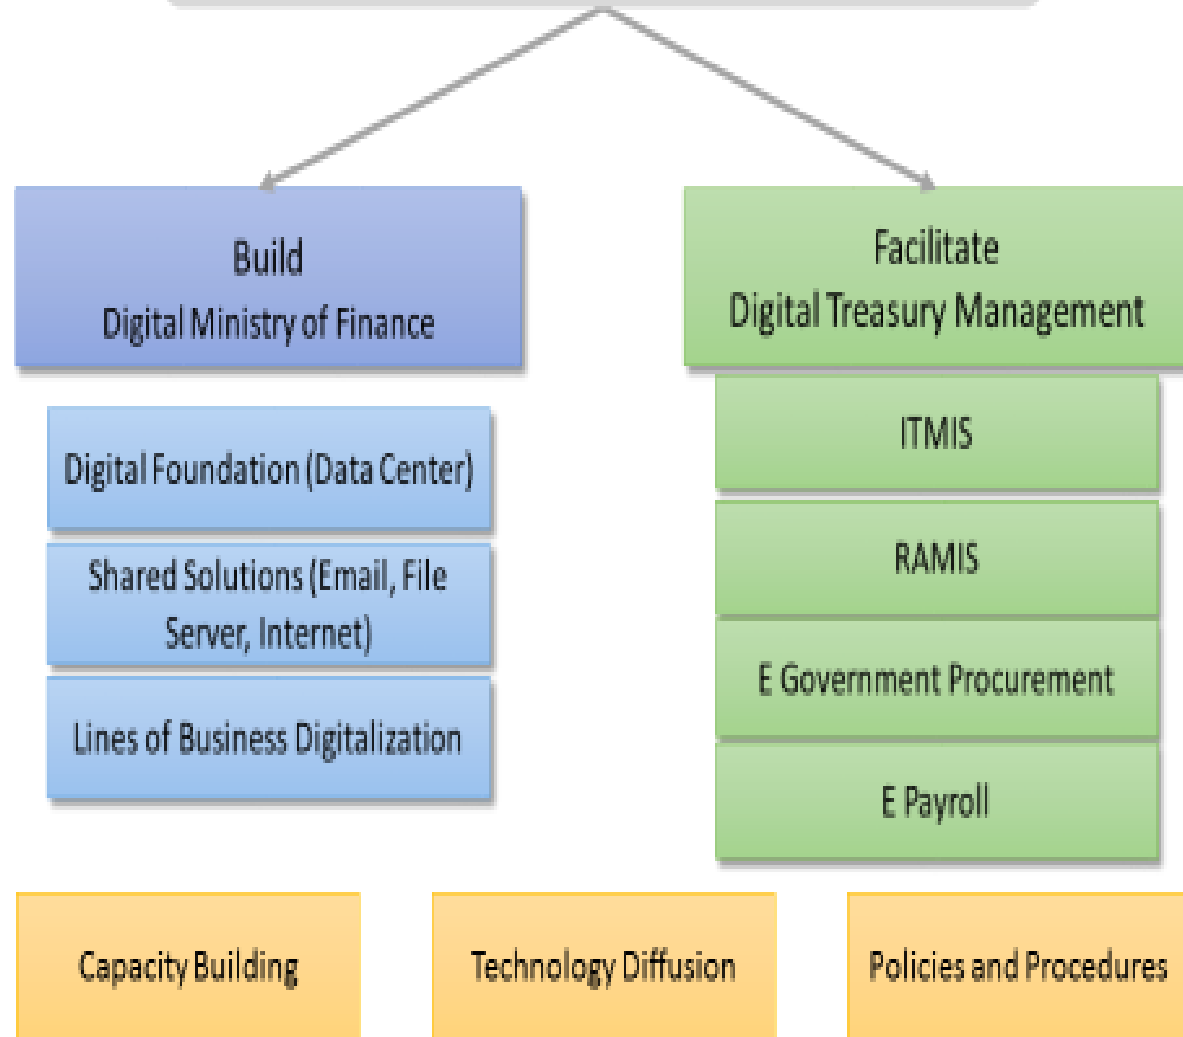 Build
Digital Ministry of Finance
Facilitate
Digital Treasury Management
Digital Foundation (Data Center)
Shared Solutions (Email, File
Server, Internet)
Lines of Business Digitalization
ITMIS
RAMIS
E Government Procurement
E Payroll
Capacity Building
Technology Diffusion
Policies and Procedures